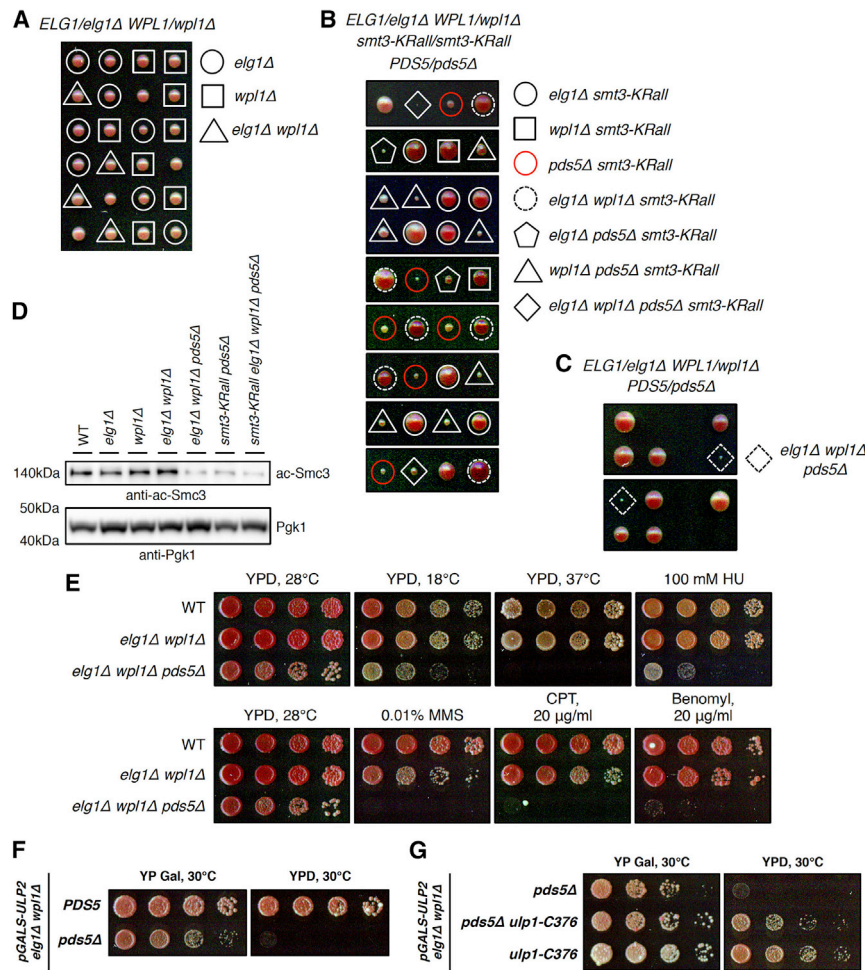 A
ELG1/elg1Δ WPL1/wpl1Δ
elg1Δ
wpl1Δ
elg1Δ wpl1Δ
B
ELG1/elg1Δ WPL1/wpl1Δ
smt3-KRall/smt3-KRall
PDS5/pds5Δ
elg1Δ smt3-KRall
wpl1Δ smt3-KRall
pds5Δ smt3-KRall
elg1Δ wpl1Δ smt3-KRall
elg1Δ pds5Δ smt3-KRall
wpl1Δ pds5Δ smt3-KRall
elg1Δ wpl1Δ pds5Δ smt3-KRall
C
ELG1/elg1Δ WPL1/wpl1Δ
PDS5/pds5Δ
elg1Δ wpl1Δ
pds5Δ
D
WT
elg1Δ
wpl1Δ
elg1Δ wpl1Δ
elg1Δ wpl1Δ pds5Δ
smt3-KRall pds5Δ
smt3-KRall elg1Δ wpl1Δ pds5Δ
140kDa
ac-Smc3
anti-ac-Smc3
50kDa
Pgk1
40kDa
anti-Pgk1
E
YPD, 28°C
YPD, 18°C
YPD, 37°C
100 mM HU
WT
elg1Δ wpl1Δ
elg1Δ wpl1Δ pds5Δ
YPD, 28°C
0.01% MMS
CPT,
20 µg/ml
Benomyl,
20 µg/ml
WT
elg1Δ wpl1Δ
elg1Δ wpl1Δ pds5Δ
F
YP Gal, 30°C
YPD, 30°C
pGALS-ULP2
elg1Δ wpl1Δ
PDS5
pds5Δ
G
YP Gal, 30°C
YPD, 30°C
pGALS-ULP2
elg1Δ wpl1Δ
pds5Δ
pds5Δ ulp1-C376
ulp1-C376